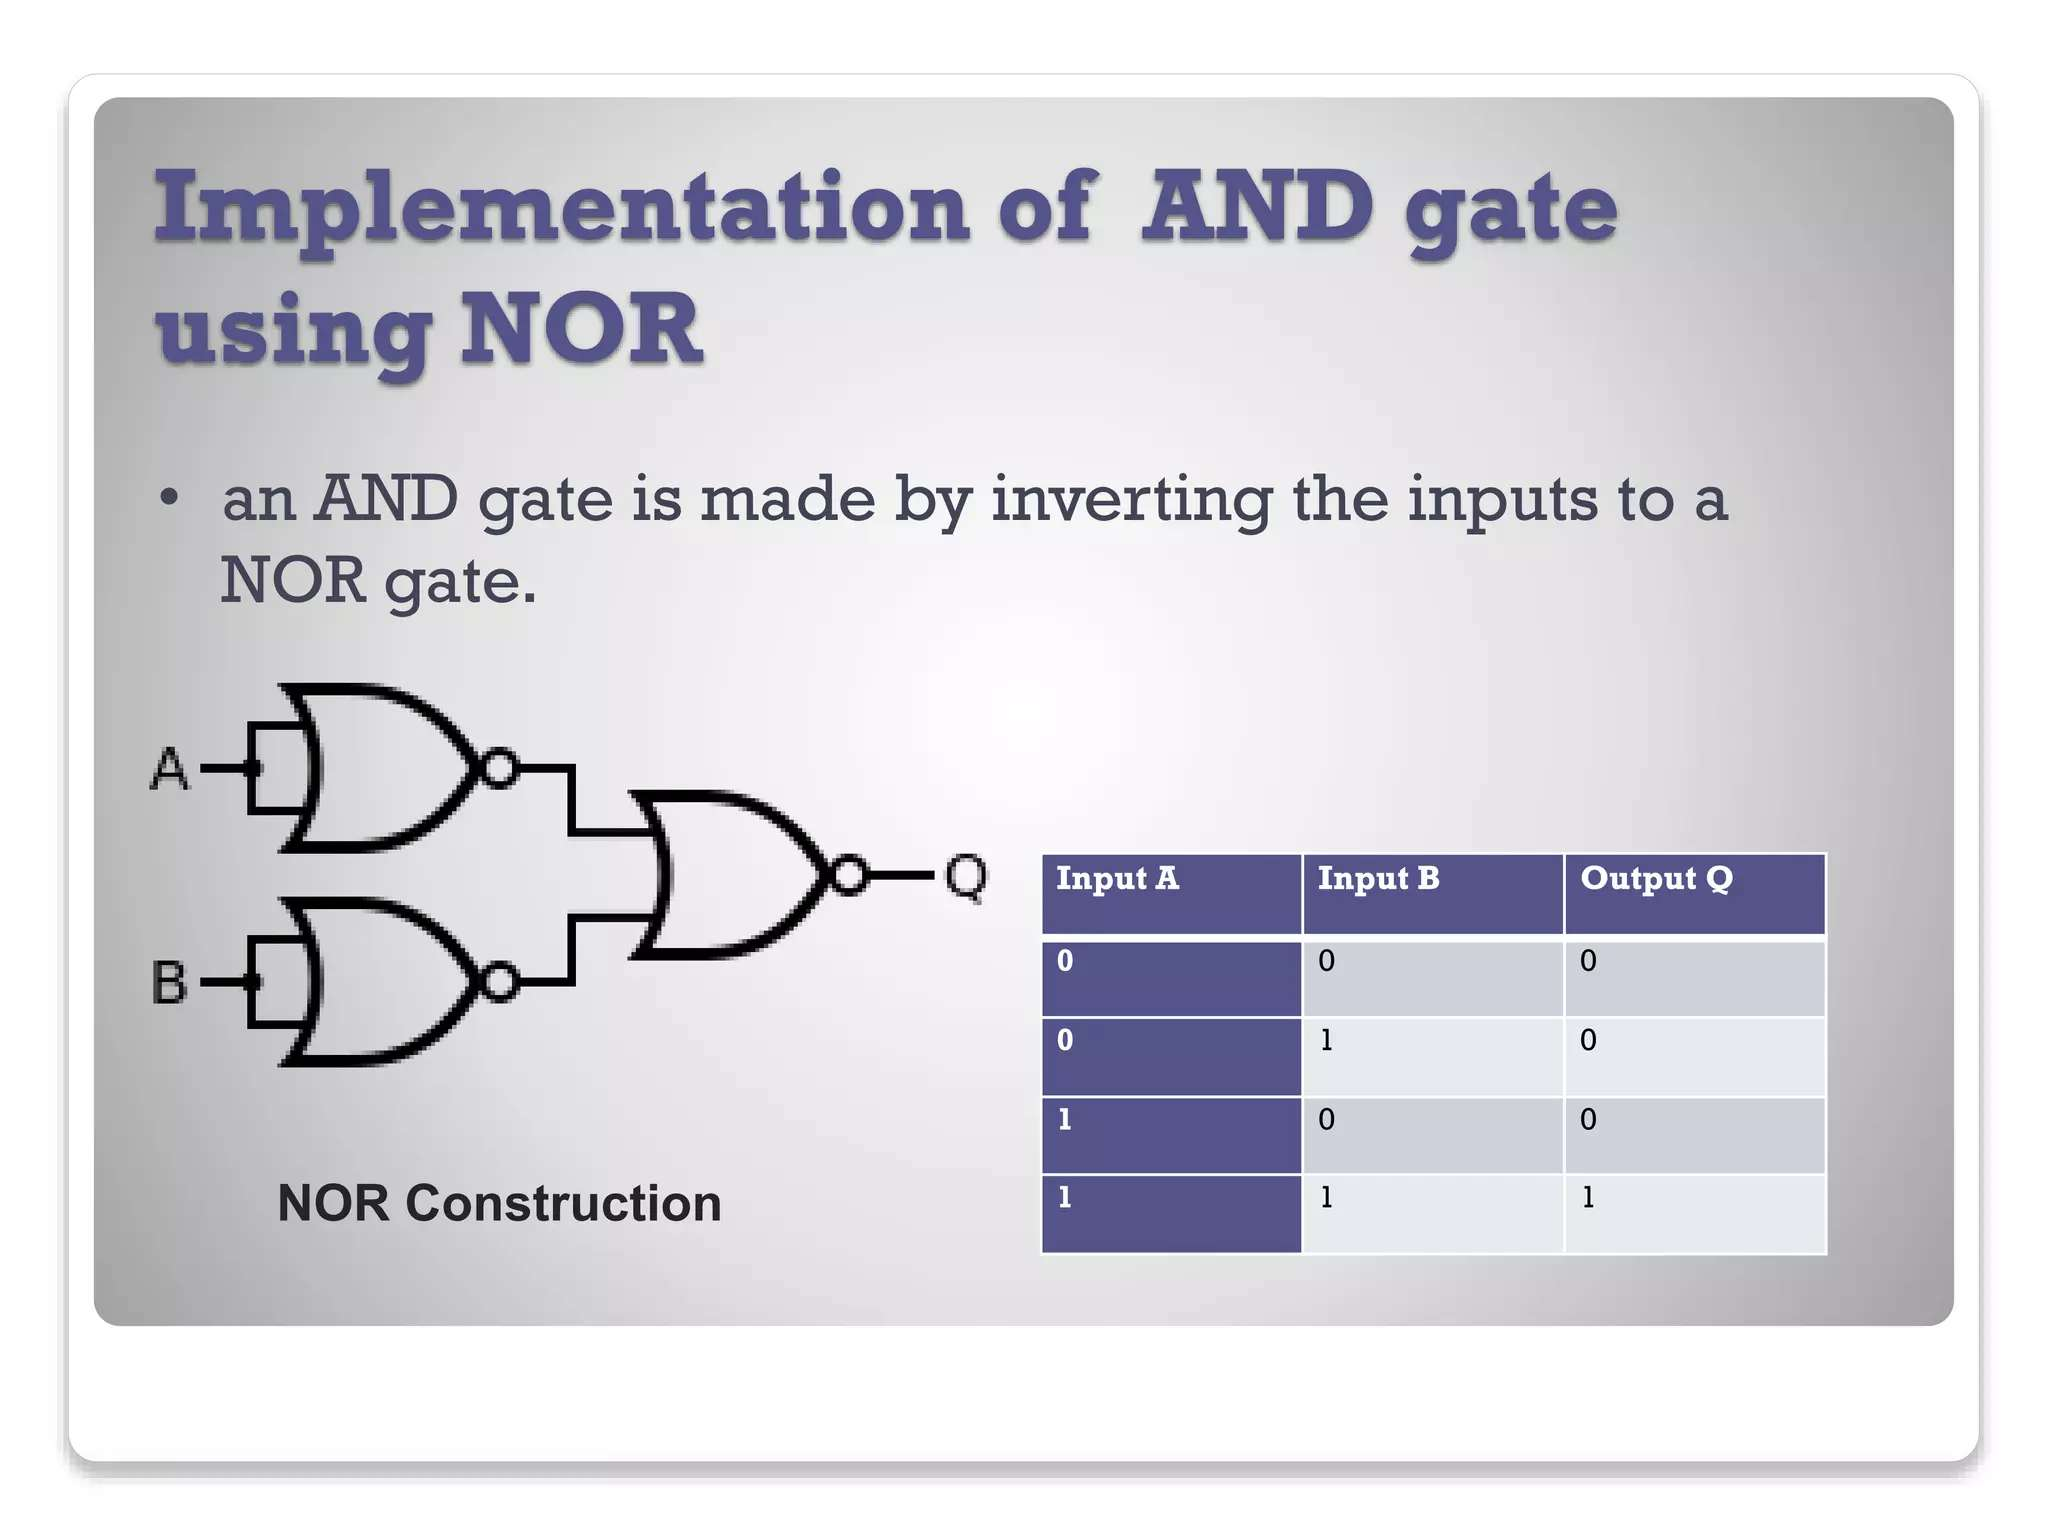 Implementation of AND gate
using NOR
• an AND gate is made by inverting the inputs to a
NOR gate.
A
B
Q
NOR Construction
Input A Input B Output Q
0 0 0
0 1 0
1 0 0
1 1 1